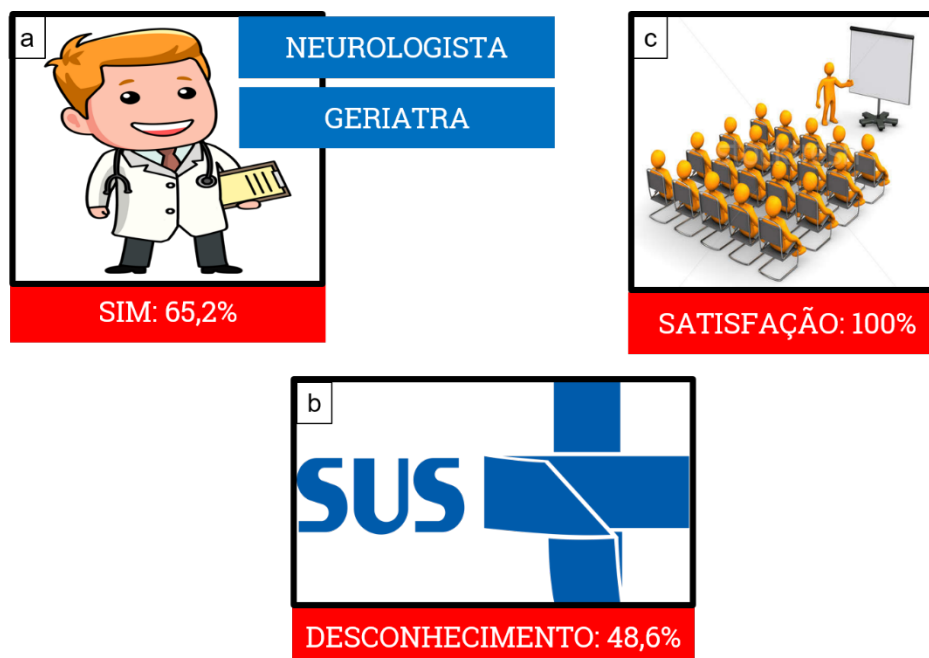 a
NEUROLOGISTA
GERIATRA
SIM: 65,2%
c
SATISFAÇÃO: 100%
b
SUS
DESCONHECIMENTO: 48,6%